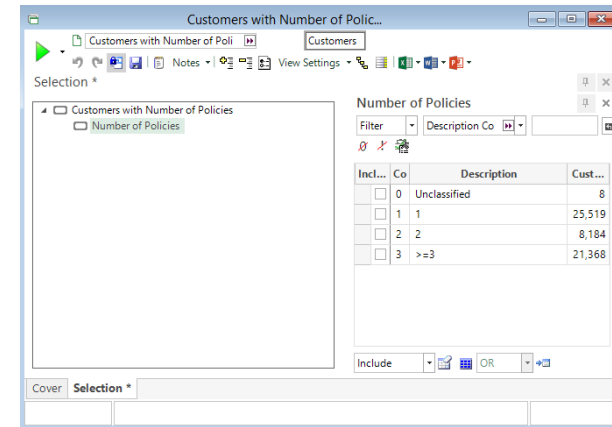 Customers with Number of Polic...
Customers with Number of Poli
Customers
Notes
View Settings
Selection *
Customers with Number of Policies
Number of Policies
Number of Policies
Filter
Description Co
Incl... Co Description Cust...
0 Unclassified 8
1 1 25,519
2 2 8,184
3 >=3 21,368
Include
OR
Cover Selection *